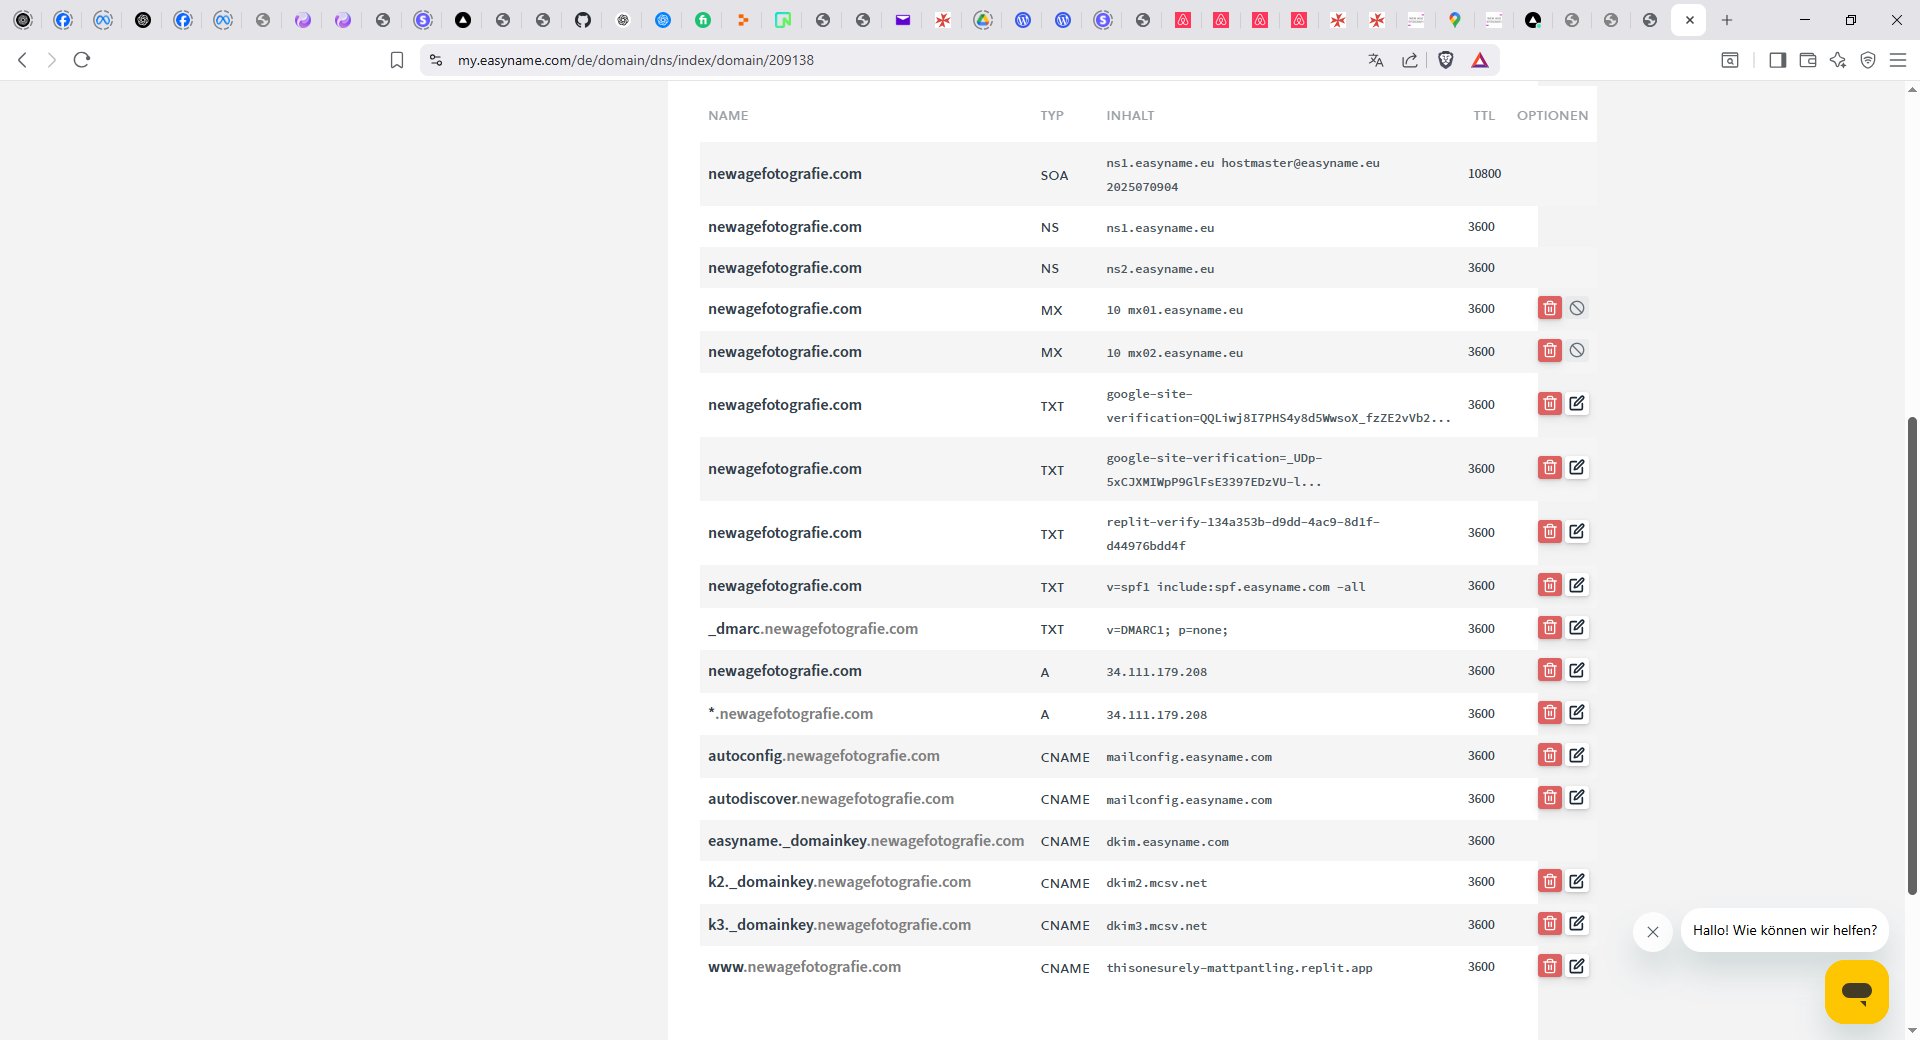 my.easyname.com/de/domain/dns/index/domain/209138
NAME TYP INHALT TTL OPTIONEN
newagefotografie.com SOA ns1.easyname.eu hostmaster@easyname.eu 10800
2025070904
newagefotografie.com NS ns1.easyname.eu 3600
newagefotografie.com NS ns2.easyname.eu 3600
newagefotografie.com MX 10 mx01.easyname.eu 3600
newagefotografie.com MX 10 mx02.easyname.eu 3600
newagefotografie.com TXT google-site- 3600
verification=QQLiwj8I7PHS4y8d5WwsoX_fzZE2vVb2...
newagefotografie.com TXT google-site-verification=_UDp- 3600
5xCJXMIWpP9GlFsE3397EDzVU-l...
newagefotografie.com TXT replit-verify-134a353b-d9dd-4ac9-8d1f- 3600
d44976bdd4f
newagefotografie.com TXT v=spf1 include:spf.easyname.com -all 3600
_dmarc.newagefotografie.com TXT v=DMARC1; p=none; 3600
newagefotografie.com A 34.111.179.208 3600
*.newagefotografie.com A 34.111.179.208 3600
autoconfig.newagefotografie.com CNAME mailconfig.easyname.com 3600
autodiscover.newagefotografie.com CNAME mailconfig.easyname.com 3600
easyname._domainkey.newagefotografie.com CNAME dkim.easyname.com 3600
k2._domainkey.newagefotografie.com CNAME dkim2.mcsv.net 3600
k3._domainkey.newagefotografie.com CNAME dkim3.mcsv.net 3600
Hallo! Wie können wir helfen?
www.newagefotografie.com CNAME thisonesurely-mattpantling.replit.app 3600